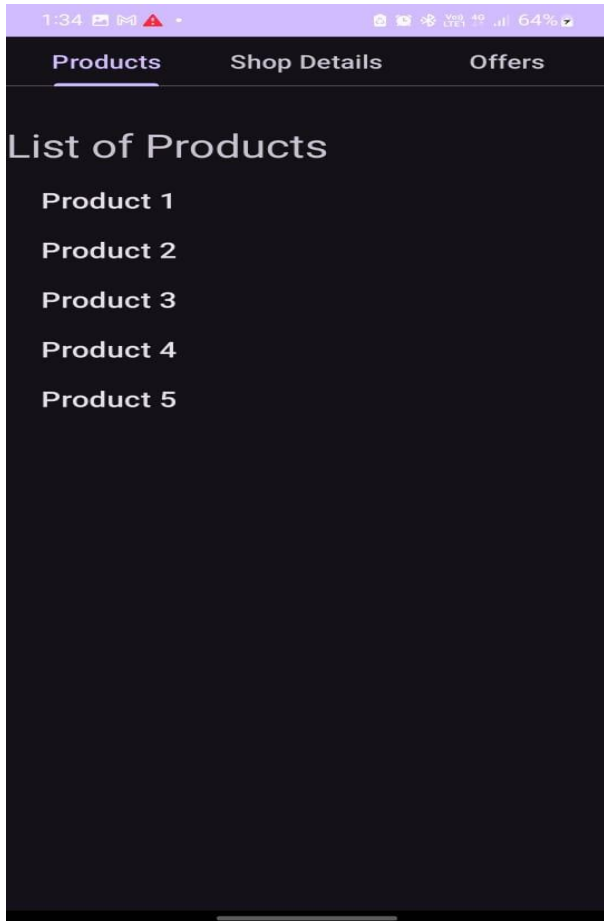 1:34 64%
Products Shop Details Offers
List of Products
Product 1
Product 2
Product 3
Product 4
Product 5